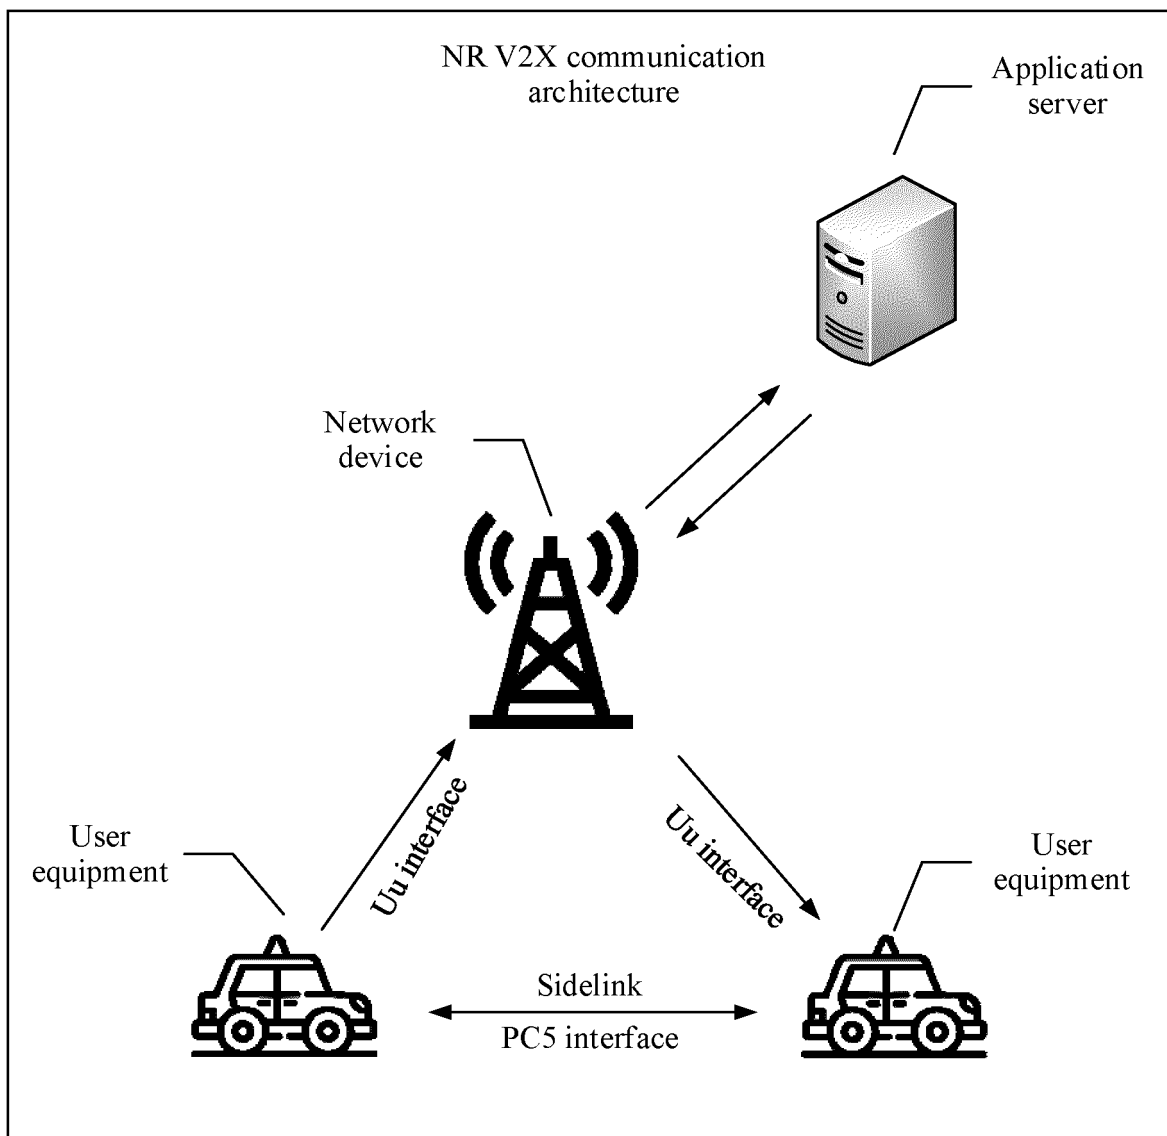 NR V2X communication
architecture
Application
server
Network
device
Uu interface
Uu interface
User
equipment
User
equipment
Sidelink
PC5 interface